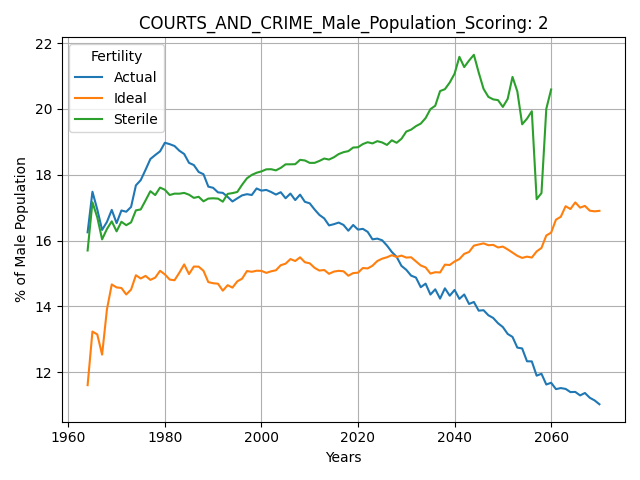 COURTS_AND_CRIME_Male_Population_Scoring: 2
Fertility
Actual
Ideal
Sterile
% of Male Population
22
20
18
16
14
12
1960 1980 2000 2020 2040 2060
Years